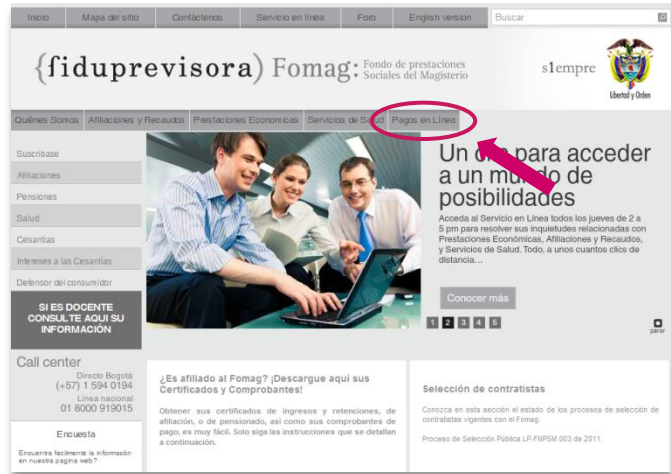 Inicio Mapa del sitio Contáctenos Servicio en línea Foro English version Buscar
{fiduprevisora) Fomag: Fondo de prestaciones
Sociales del Magisterio
s1empre
Libertad y Orden
Quiénes Somos Afiliaciones y Recaudos Prestaciones Economicas Servicios de Salud Pagos en Línea
Suscríbase
Afiliaciones
Pensiones
Salud
Cesantías
Intereses a las Cesantías
Defensor del consumidor
SI ES DOCENTE
CONSULTE AQUI SU
INFORMACIÓN
Un para acceder
a un mundo de
posibilidades
Acceda al Servicio en Línea todos los jueves de 2 a
5 pm para resolver sus inquietudes relacionadas con
Prestaciones Económicas, Afiliaciones y Recaudos,
y Servicios de Salud. Todo, a unos cuantos clics de
distancia…
Conocer más
1 2 3 4 5
parar
Call center
Directo Bogotá
(+57) 1 594 0194
Linea nacional
01 8000 919015
Encuesta
Encuentra fácilmente la información
en nuestra pagina web?
¿Es afiliado al Fomag? ¡Descargue aquí sus
Certificados y Comprobantes!
Obtener sus certificados de ingresos y retenciones, de
afiliación, o de pensionado, así como sus comprobantes de
pago, es muy fácil. Solo siga las instrucciones que se detallan
a continuación.
Selección de contratistas
Conozca en esta sección el estado de los procesos de selección de
contratistas vigentes con el Fomag.
Proceso de Selección Pública LP-FNPSM 003 de 2011.